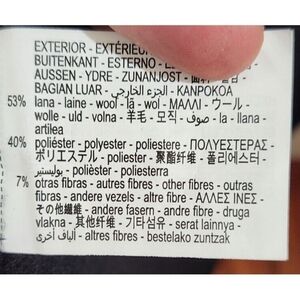 EXTERIOR - EXTÉRIEUR
BUITENKANT - ESTERNO
AUSSEN - YDRE - ZUNANJOST
BAGIAN LUAR - الجزء الخارجي - KANPOKOA
53% lana - laine - wool - lã - wol - ΜΑΛΛΙ - ウール -
wolle - uld - volna - 羊毛 - 모직 - صوف - la - llana -
artilea
40% poliéster - polyester - poliestere - ΠΟΛΥΕΣΤΕΡΑΣ
- ポリエステル - poliester - 聚酯纤维 - 폴리에스터 -
بوليستير - polièster - poliesterra
7% otras fibras - autres fibres - other fibres - outras
fibras - andere vezels - altre fibre - ΑΛΛΕΣ ΙΝΕΣ -
その他繊維 - andere fasern - andre fibre - druga
vlakna - 其他纤维 - 기타섬유 - serat lainnya -
ألياف أخرى - altres fibres - bestelako zuntzak